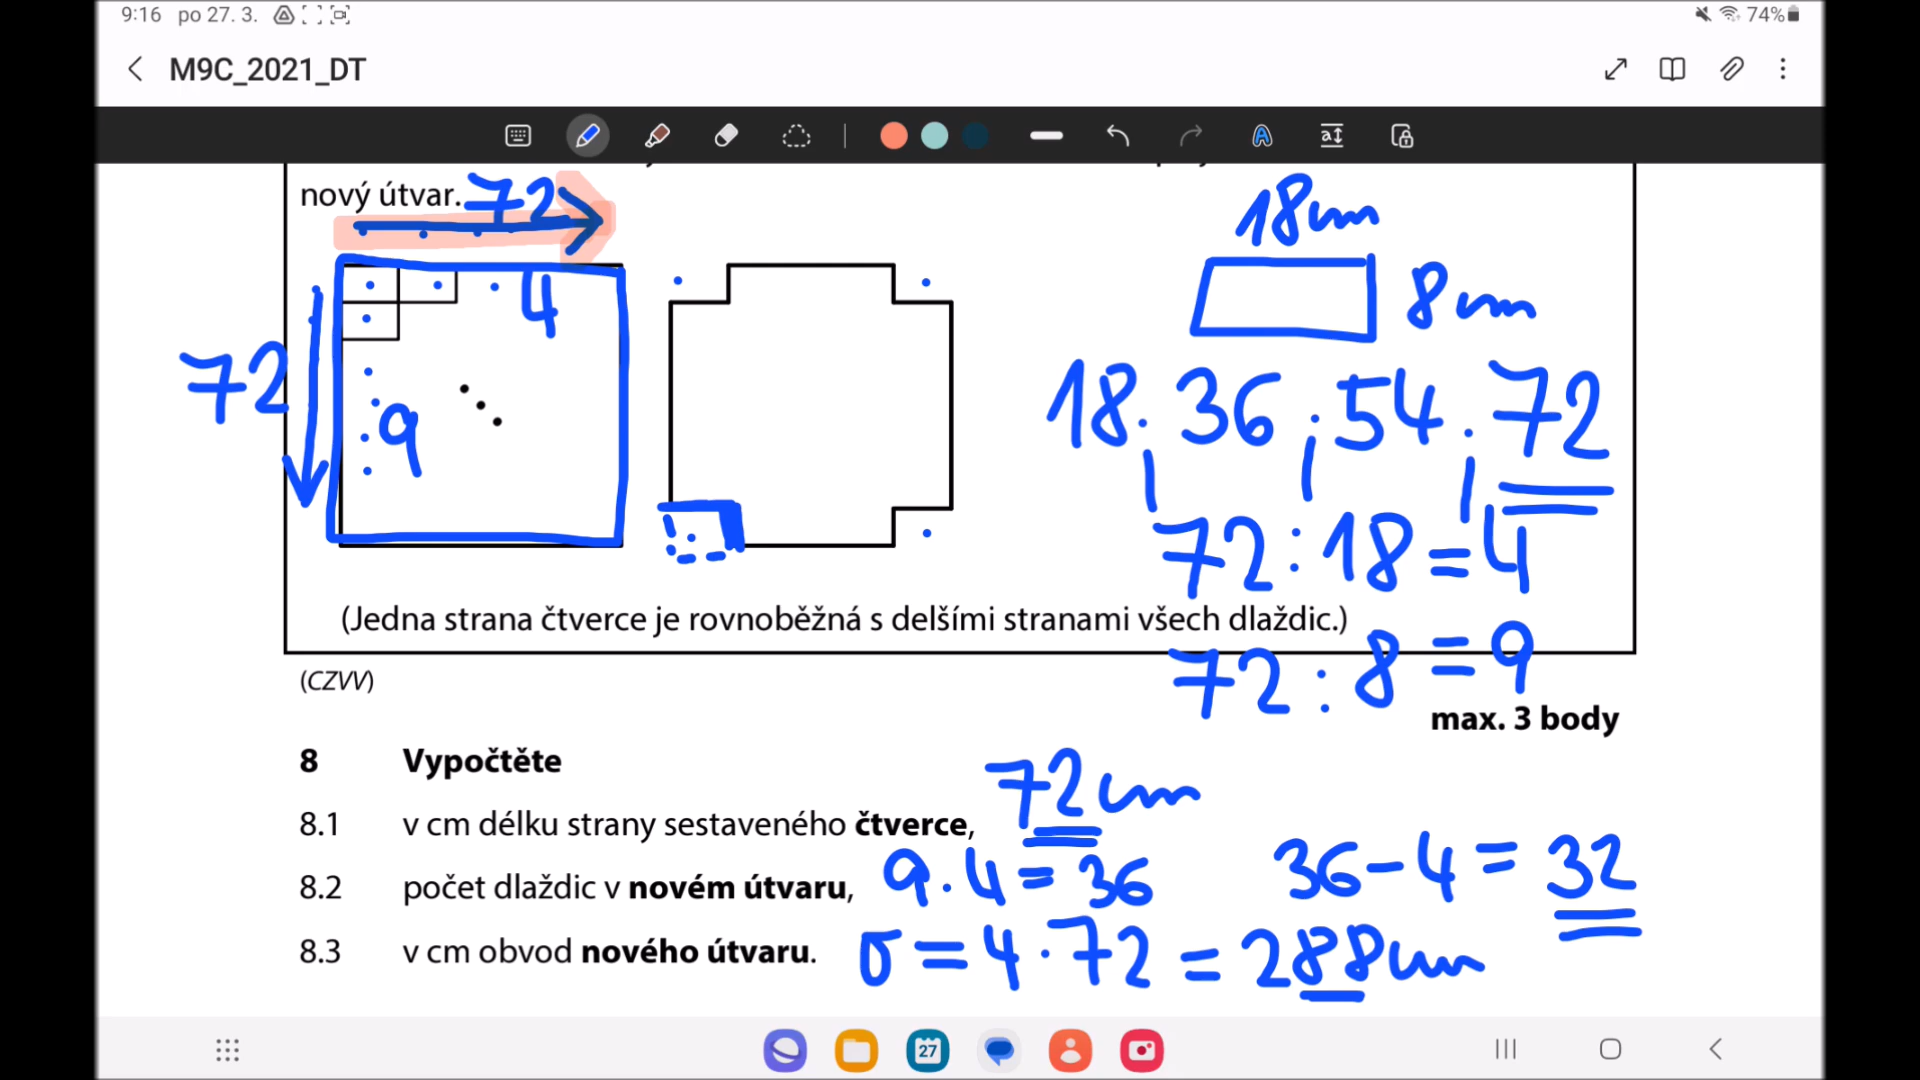 9:16 po 27. 3. 74%
M9C_2021_DT
nový útvar. 72
18cm
8cm
4
72
9
18. 36 ; 54 . 72
72 : 18 = 4
(Jedna strana čtverce je rovnoběžná s delšími stranami všech dlaždic.)
72 : 8 = 9
(CZVV)
max. 3 body
8 Vypočtěte
72cm
8.1 v cm délku strany sestaveného čtverce,
8.2 počet dlaždic v novém útvaru, 9 . 4 = 36 36 - 4 = 32
8.3 v cm obvod nového útvaru. σ = 4 · 72 = 288cm
27